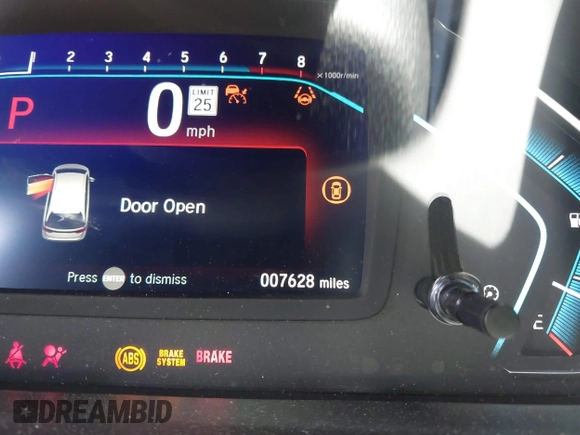 1 2 3 4 5 6 7 8
×1000r/min
P 0 mph
LIMIT
25
Door Open
Press ENTER to dismiss
007628 miles
ABS
BRAKE
SYSTEM
BRAKE
DREAMBID